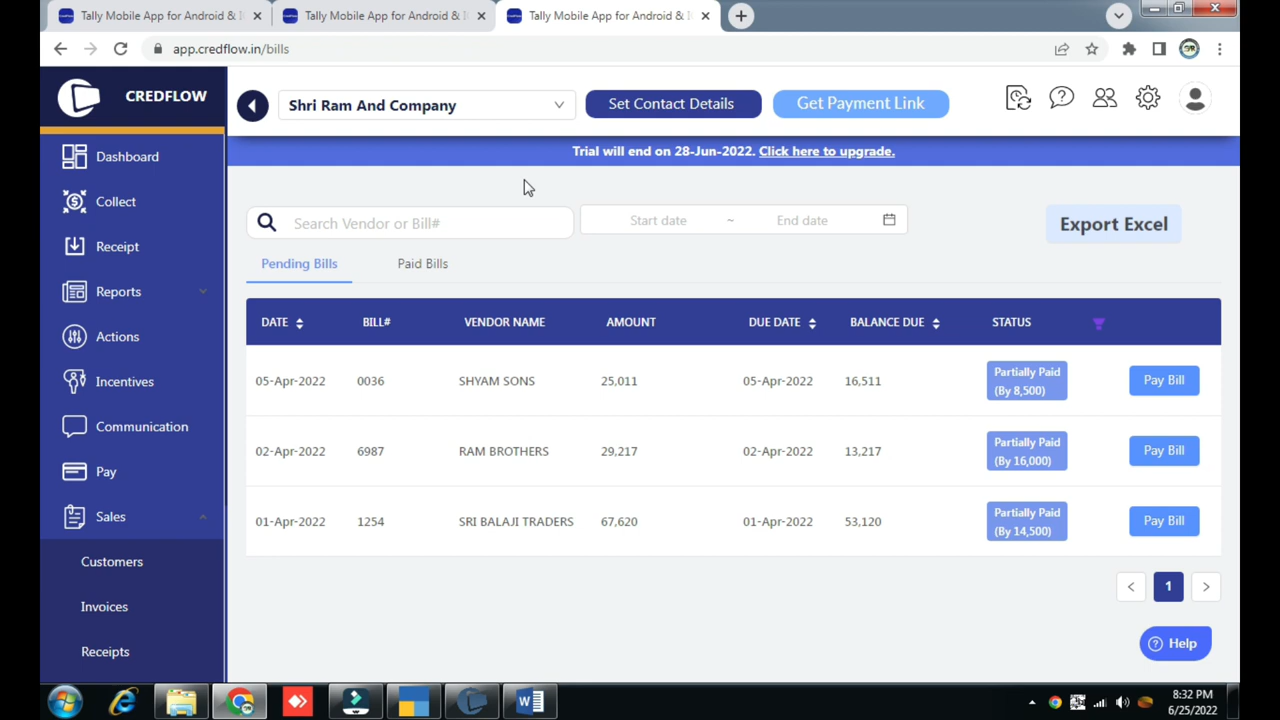 Tally Mobile App for Android & I
Tally Mobile App for Android & I
Tally Mobile App for Android & I
app.credflow.in/bills
CREDFLOW
Shri Ram And Company
Set Contact Details
Get Payment Link
Trial will end on 28-Jun-2022. Click here to upgrade.
Dashboard
Collect
Receipt
Reports
Actions
Incentives
Communication
Pay
Sales
Customers
Invoices
Receipts
Search Vendor or Bill#
Start date ~ End date
Export Excel
Pending Bills
Paid Bills
DATE BILL# VENDOR NAME AMOUNT DUE DATE BALANCE DUE STATUS
05-Apr-2022 0036 SHYAM SONS 25,011 05-Apr-2022 16,511 Partially Paid
(By 8,500) Pay Bill
02-Apr-2022 6987 RAM BROTHERS 29,217 02-Apr-2022 13,217 Partially Paid
(By 16,000) Pay Bill
01-Apr-2022 1254 SRI BALAJI TRADERS 67,620 01-Apr-2022 53,120 Partially Paid
(By 14,500) Pay Bill
< 1 >
Help
8:32 PM
6/25/2022